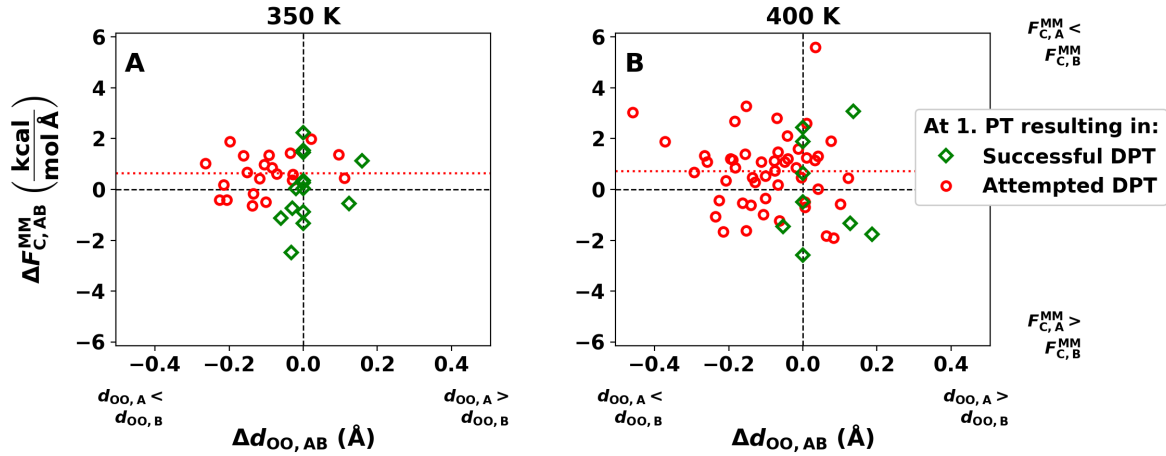 350 K
400 K
A
B
6
4
2
0
−2
−4
−6
−0.4 −0.2 0.0 0.2 0.4
6
4
2
0
−2
−4
−6
−0.4 −0.2 0.0 0.2 0.4
ΔF^MM_C, AB (kcal/mol Å)
d_OO, A <
d_OO, B
d_OO, A >
d_OO, B
Δd_OO, AB (Å)
d_OO, A <
d_OO, B
d_OO, A >
d_OO, B
Δd_OO, AB (Å)
F^MM_C, A <
F^MM_C, B
At 1. PT resulting in:
Successful DPT
Attempted DPT
F^MM_C, A >
F^MM_C, B